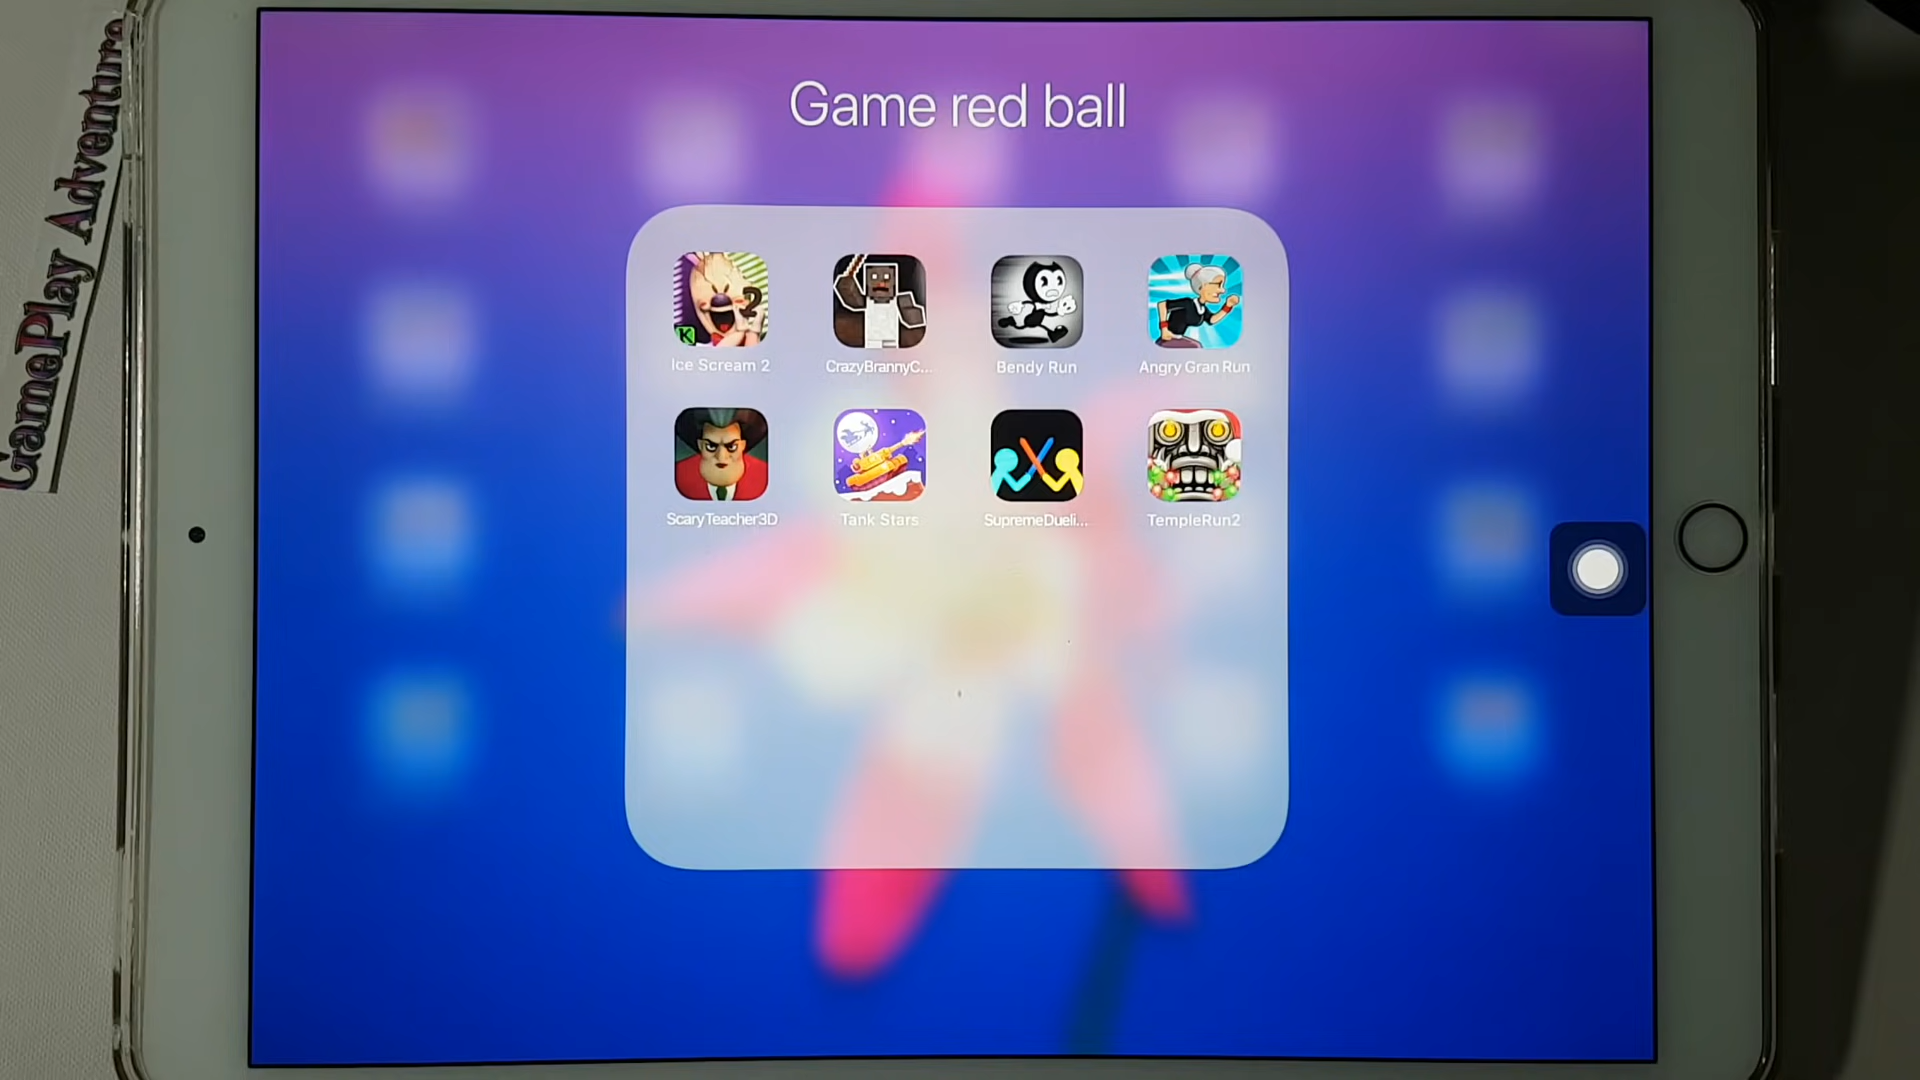 GamePlay Adventure
Game red ball
2
K
Ice Scream 2
CrazyBrannyC...
Bendy Run
Angry Gran Run
ScaryTeacher3D
Tank Stars
SupremeDueli...
TempleRun2